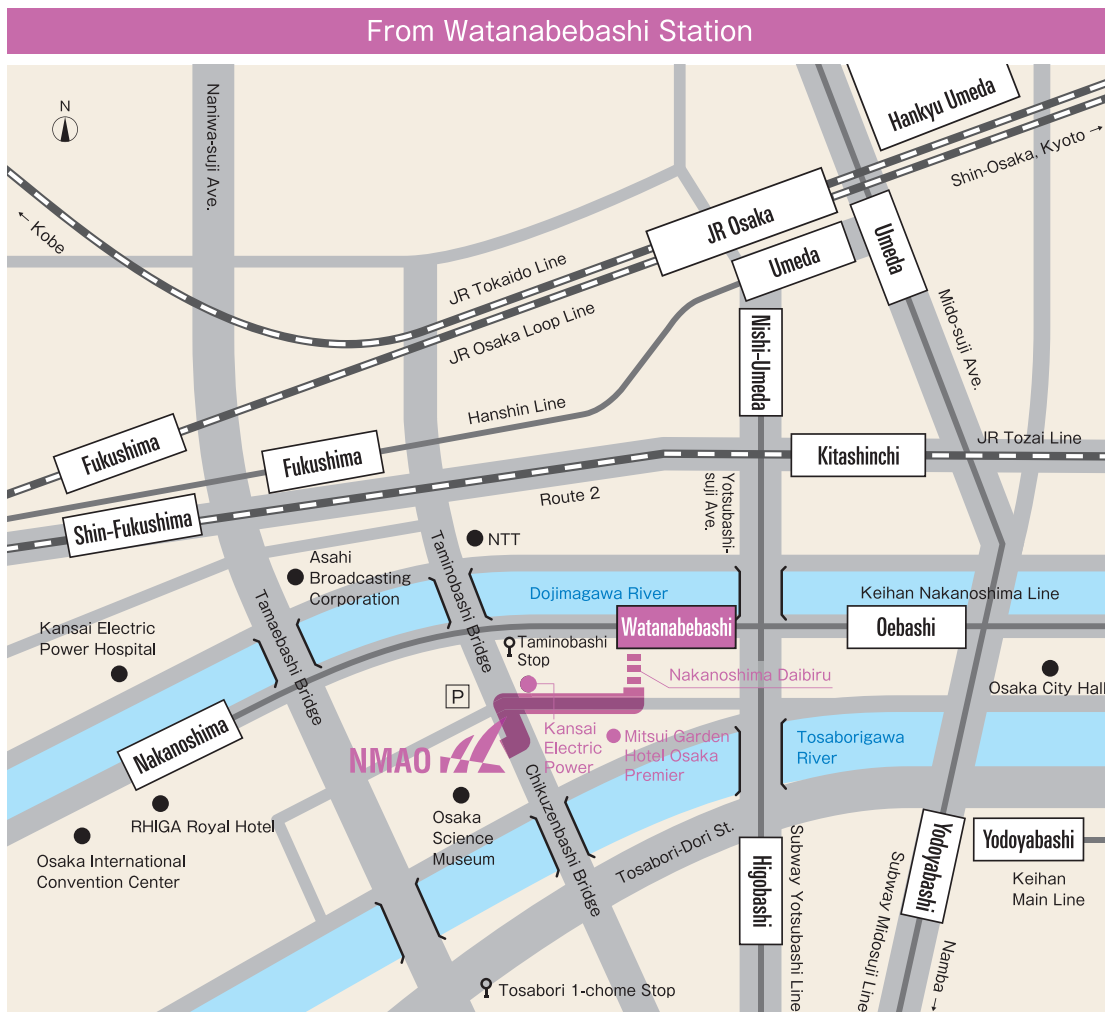 From Watanabebashi Station
N
Naniwa-suji Ave.
Hankyu Umeda
Shin-Osaka, Kyoto →
← Kobe
JR Osaka
Umeda
Umeda
JR Tokaido Line
JR Osaka Loop Line
Mido-suji Ave.
Nishi-Umeda
Hanshin Line
Fukushima
Fukushima
Kitashinchi
JR Tozai Line
Shin-Fukushima
Route 2
Yotsubashi-
suji Ave.
NTT
Asahi
Broadcasting
Corporation
Taminobashi Bridge
Tamaebashi Bridge
Dojimagawa River
Keihan Nakanoshima Line
Kansai Electric
Power Hospital
Watanabebashi
Oebashi
Taminobashi
Stop
Nakanoshima Daibiru
Osaka City Hall
P
Nakanoshima
NMAO
Kansai
Electric
Power
Mitsui Garden
Hotel Osaka
Premier
Tosaborigawa
River
RHIGA Royal Hotel
Osaka International
Convention Center
Osaka
Science
Museum
Chikuzenbashi Bridge
Tosabori-Dori St.
Higobashi
Subway Yotsubashi Line
Yodoyabashi
Subway Midosuji Line
Yodoyabashi
Keihan
Main Line
Namba →
Tosabori 1-chome Stop